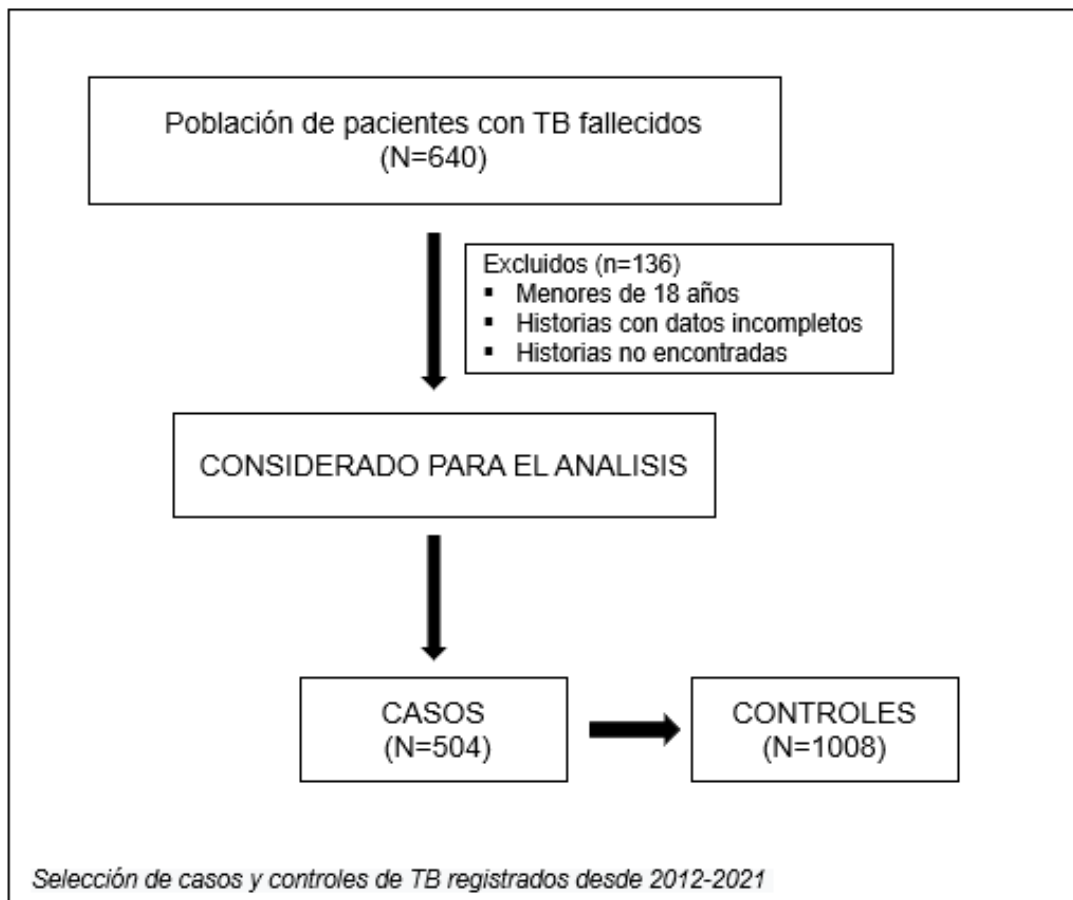 Población de pacientes con TB fallecidos
(N=640)
Excluidos (n=136)
▪ Menores de 18 años
▪ Historias con datos incompletos
▪ Historias no encontradas
CONSIDERADO PARA EL ANALISIS
CASOS
(N=504)
CONTROLES
(N=1008)
Selección de casos y controles de TB registrados desde 2012-2021